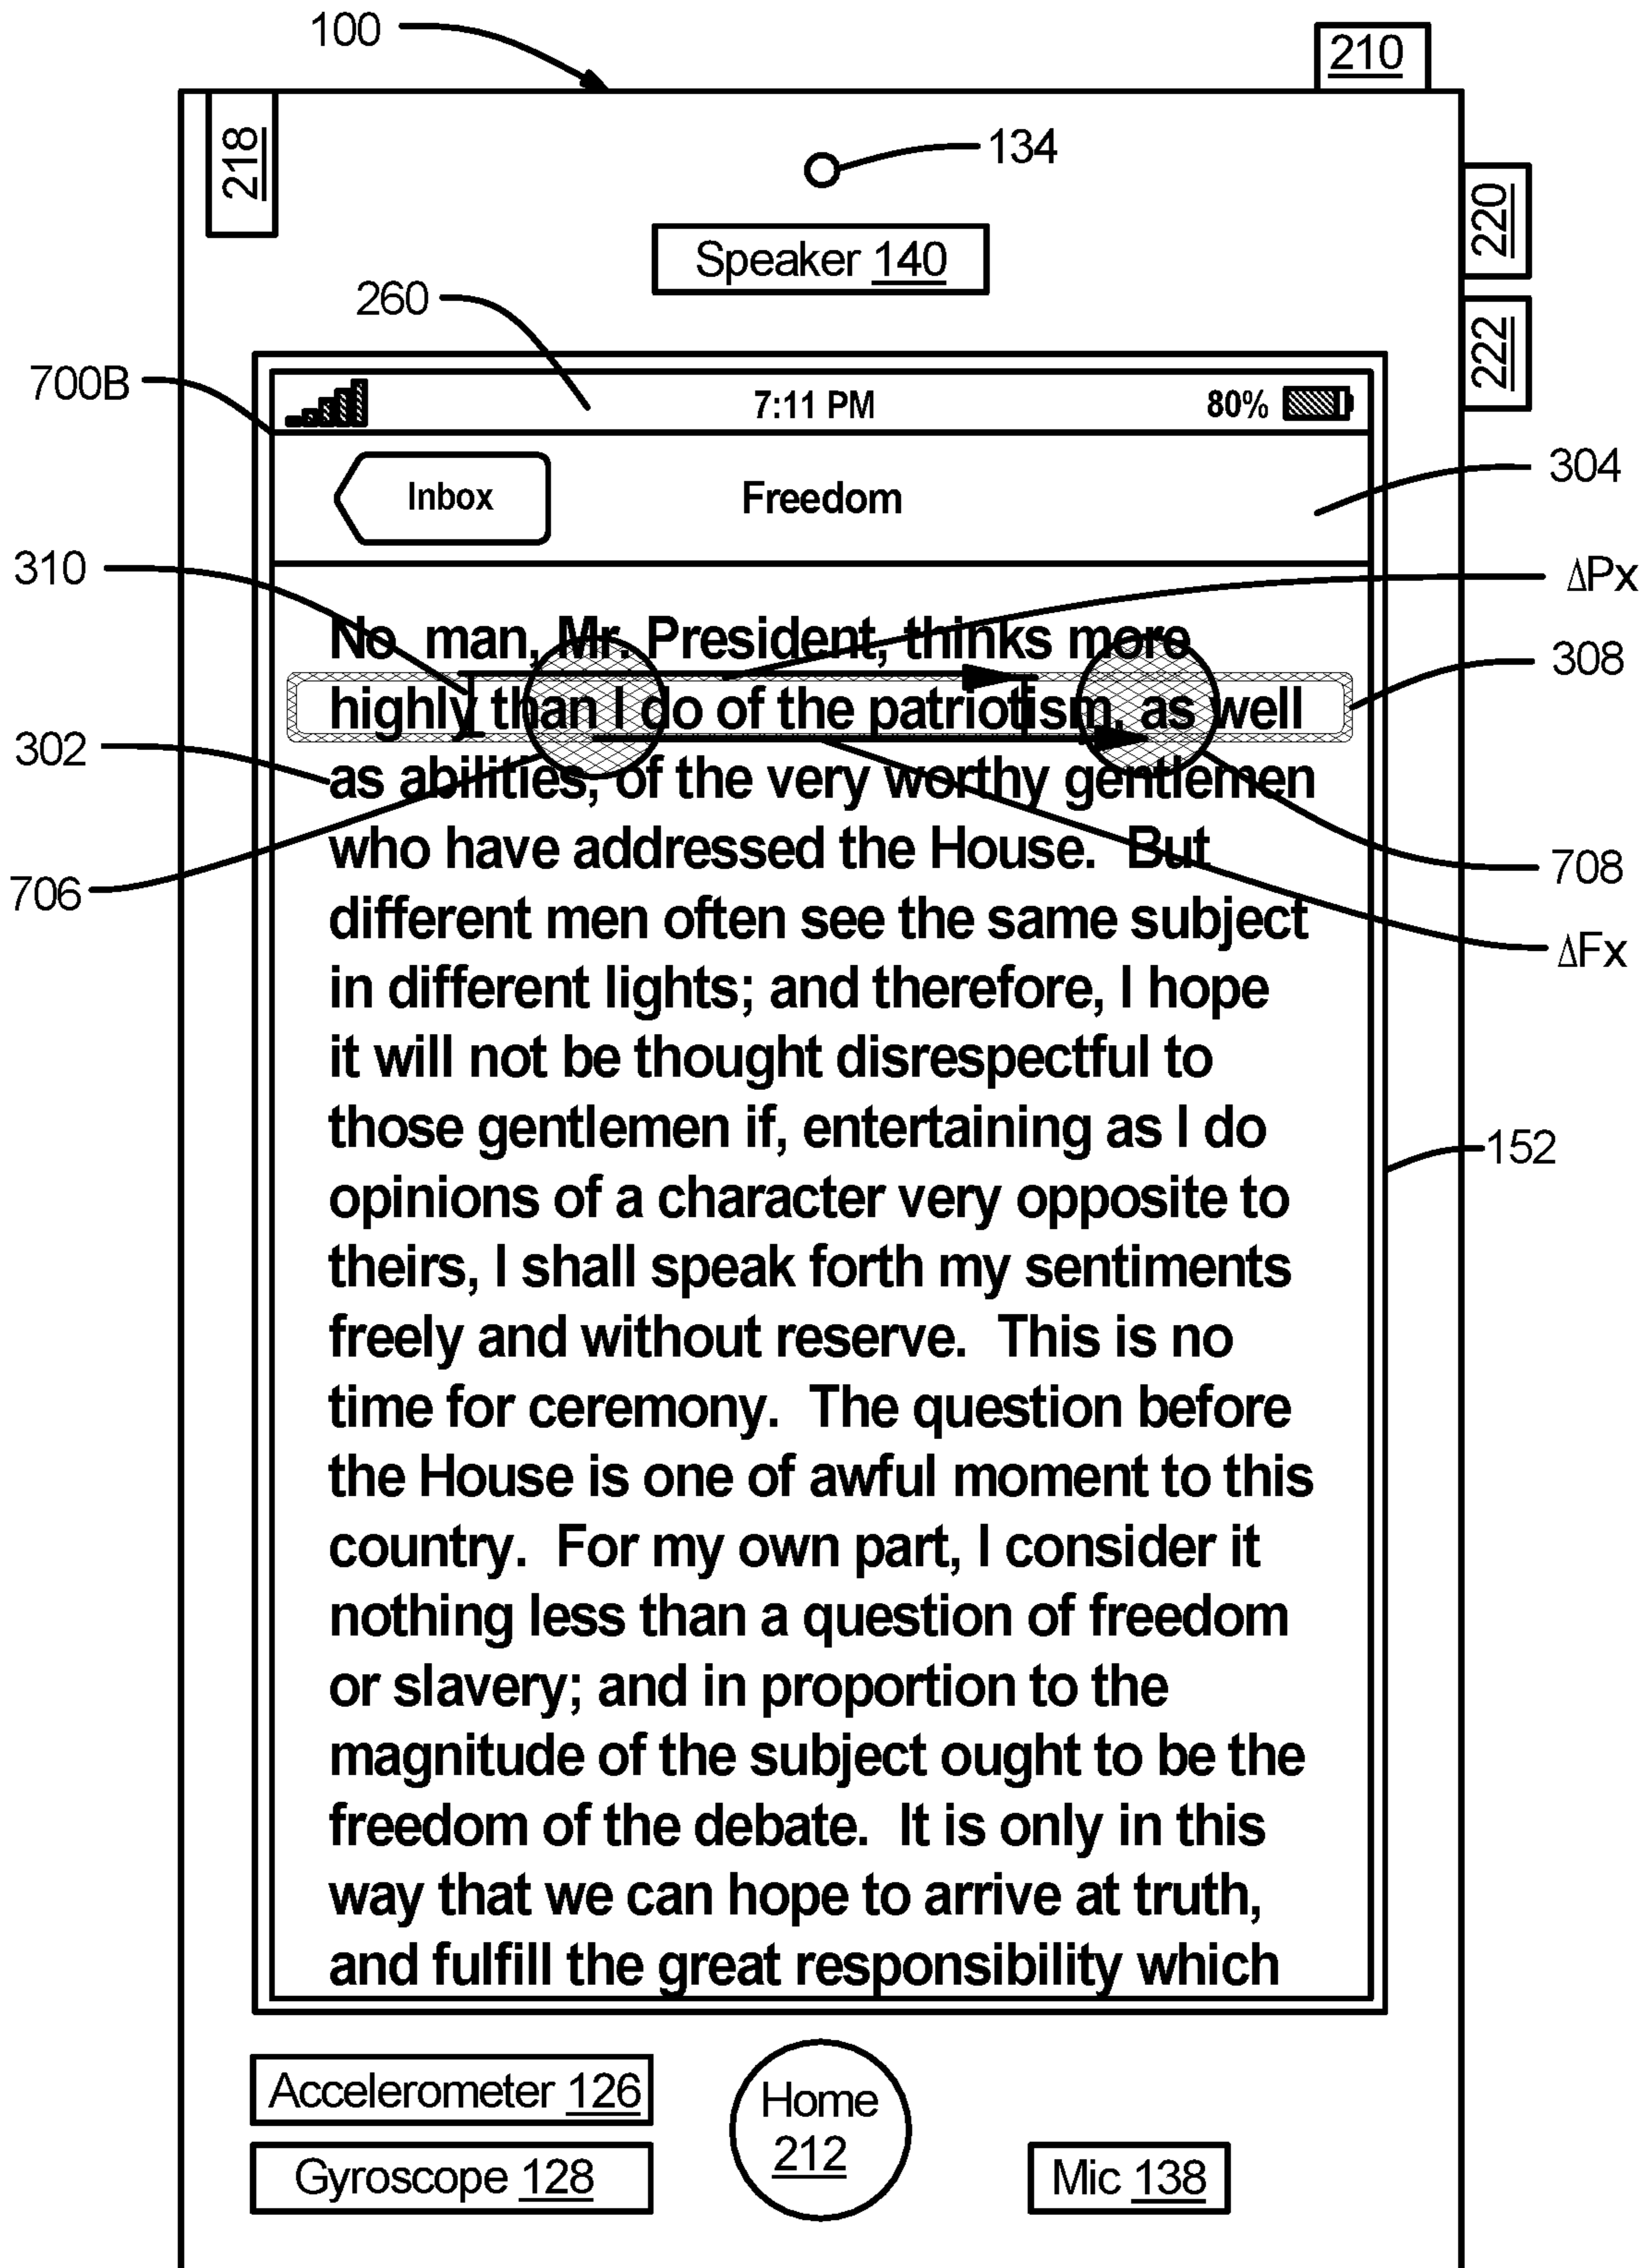 100
210
218
134
220
Speaker 140
260
222
700B
7:11 PM
80%
304
Inbox
Freedom
310
ΔPx
No man, Mr. President, thinks more
308
highly than I do of the patriotism, as well
302
as abilities, of the very worthy gentlemen
who have addressed the House. But
708
706
different men often see the same subject
ΔFx
in different lights; and therefore, I hope
it will not be thought disrespectful to
those gentlemen if, entertaining as I do
152
opinions of a character very opposite to
theirs, I shall speak forth my sentiments
freely and without reserve. This is no
time for ceremony. The question before
the House is one of awful moment to this
country. For my own part, I consider it
nothing less than a question of freedom
or slavery; and in proportion to the
magnitude of the subject ought to be the
freedom of the debate. It is only in this
way that we can hope to arrive at truth,
and fulfill the great responsibility which
Accelerometer 126
Home
212
Gyroscope 128
Mic 138